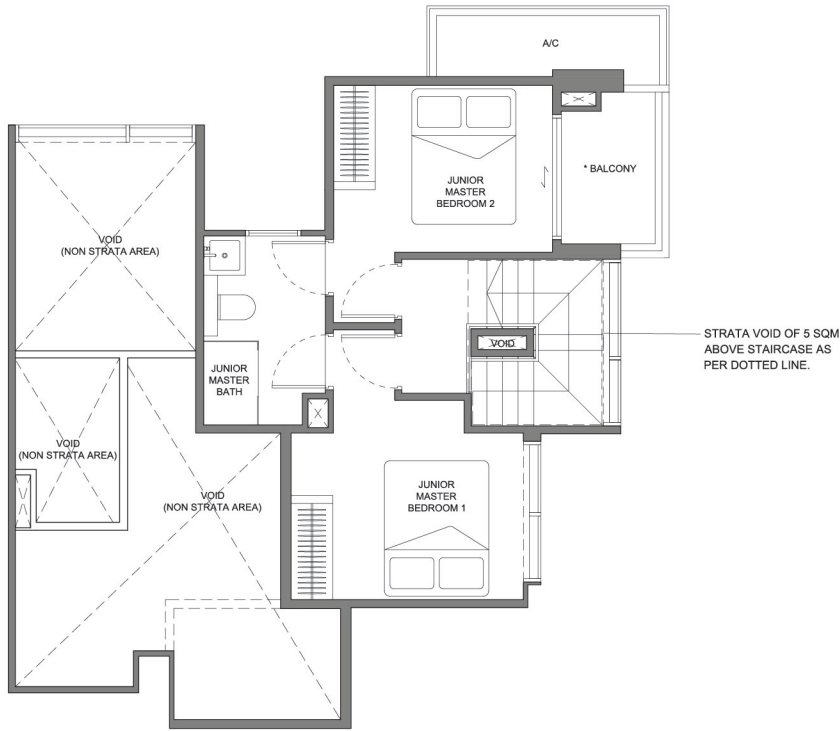 A/C
* BALCONY
JUNIOR
MASTER
BEDROOM 2
VOID
(NON STRATA AREA)
VOID
STRATA VOID OF 5 SQM
ABOVE STAIRCASE AS
PER DOTTED LINE.
JUNIOR
MASTER
BATH
VOID
(NON STRATA AREA)
VOID
(NON STRATA AREA)
JUNIOR
MASTER
BEDROOM 1